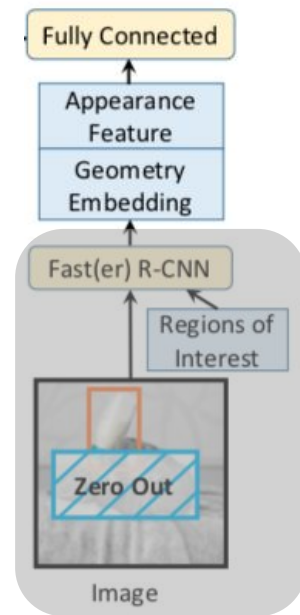 Fully Connected
Appearance
Feature
Geometry
Embedding
Fast(er) R-CNN
Regions of
Interest
Zero Out
Image